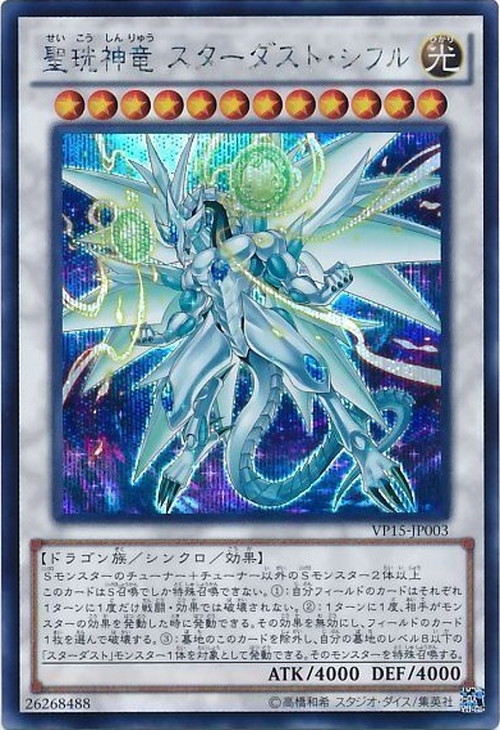 せい こう しん りゅう
聖珖神竜 スターダスト・シフル
ひかり
光
VP15-JP003
【ドラゴン族／シンクロ／効果】
Sモンスターのチューナー＋チューナー以外のSモンスター2体以上
このカードはS召喚でしか特殊召喚できない。①：自分フィールドのカードはそれぞれ
1ターンに1度だけ戦闘・効果では破壊されない。②：1ターンに1度、相手がモン
スターの効果を発動した時に発動できる。その効果を無効にし、フィールドのカード
1枚を選んで破壊する。③：墓地のこのカードを除外し、自分の墓地のレベル8以下の
「スターダスト」モンスター1体を対象として発動できる。そのモンスターを特殊召喚する。
ATK/4000 DEF/4000
26268488
©高橋和希 スタジオ・ダイス/集英社